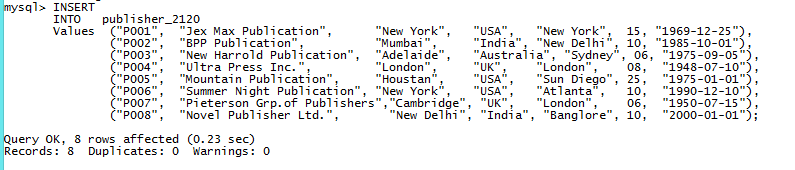 mysql> INSERT
INTO publisher_2120
Values ("P001", "Jex Max Publication", "New York", "USA", "New York", 15, "1969-12-25"),
("P002", "BPP Publication", "Mumbai", "India", "New Delhi", 10, "1985-10-01"),
("P003", "New Harrold Publication", "Adelaide", "Australia", "Sydney", 06, "1975-09-05"),
("P004", "Ultra Press Inc.", "London", "UK", "London", 08, "1948-07-10"),
("P005", "Mountain Publication", "Houstan", "USA", "Sun Diego", 25, "1975-01-01"),
("P006", "Summer Night Publication", "New York", "USA", "Atlanta", 10, "1990-12-10"),
("P007", "Pieterson Grp.of Publishers","Cambridge", "UK", "London", 06, "1950-07-15"),
("P008", "Novel Publisher Ltd.", "New Delhi", "India", "Banglore", 10, "2000-01-01");
Query OK, 8 rows affected (0.23 sec)
Records: 8 Duplicates: 0 Warnings: 0